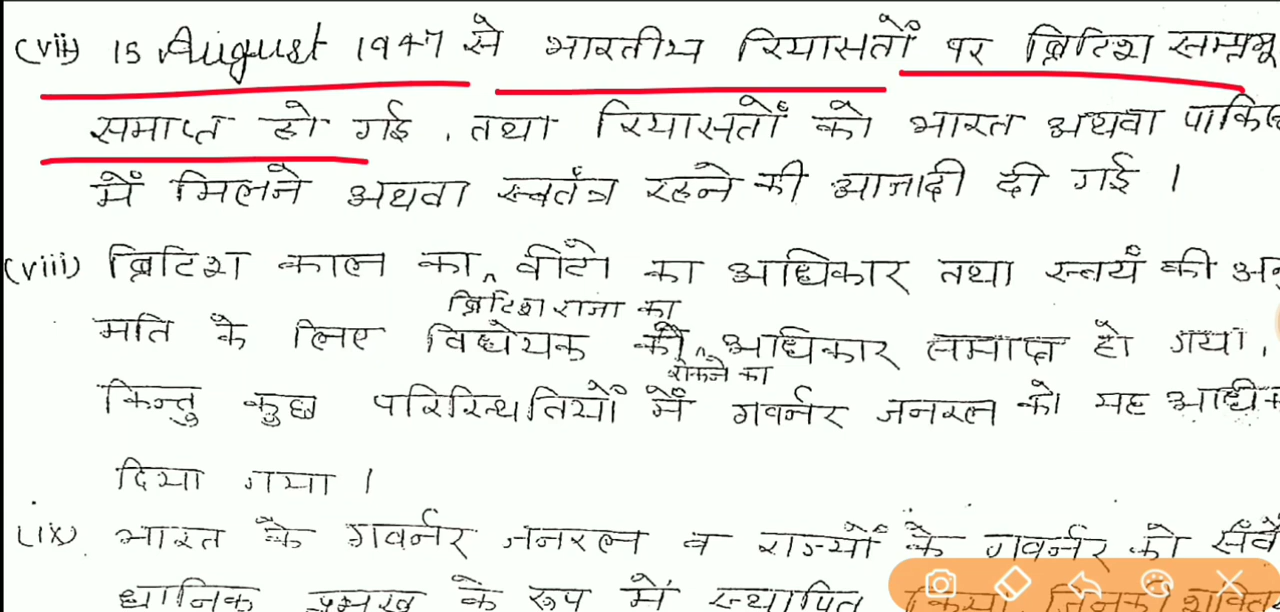 (vii) 15 August 1947 से भारतीय रियासतों पर ब्रिटिश सम्प्रभु
समाप्त हो गई, तथा रियासतों को भारत अथवा पाकिस्
में मिलने अथवा स्वतंत्र रहने की आजादी दी गई।
(viii) ब्रिटिश काल का ^ वीटो का अधिकार तथा स्वयं की अनु
ब्रिटिश राजा का
मति के लिए विधेयक की ^ अधिकार समाप्त हो गया,
रोकने का
किन्तु कुछ परिस्थितियों में गवर्नर जनरल को यह अधिक
दिया गया।
(ix) भारत के गवर्नर जनरल व राज्यों के गवर्नर को संवै
धानिक प्रमुख के रूप में स्थापित किया